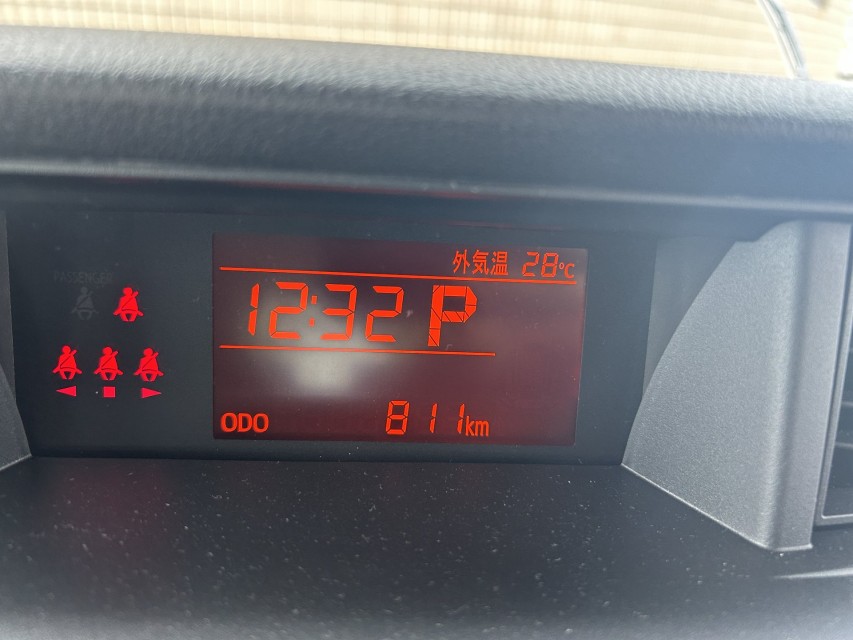 PASSENGER
外気温 28°C
12:32 P
ODO 811km